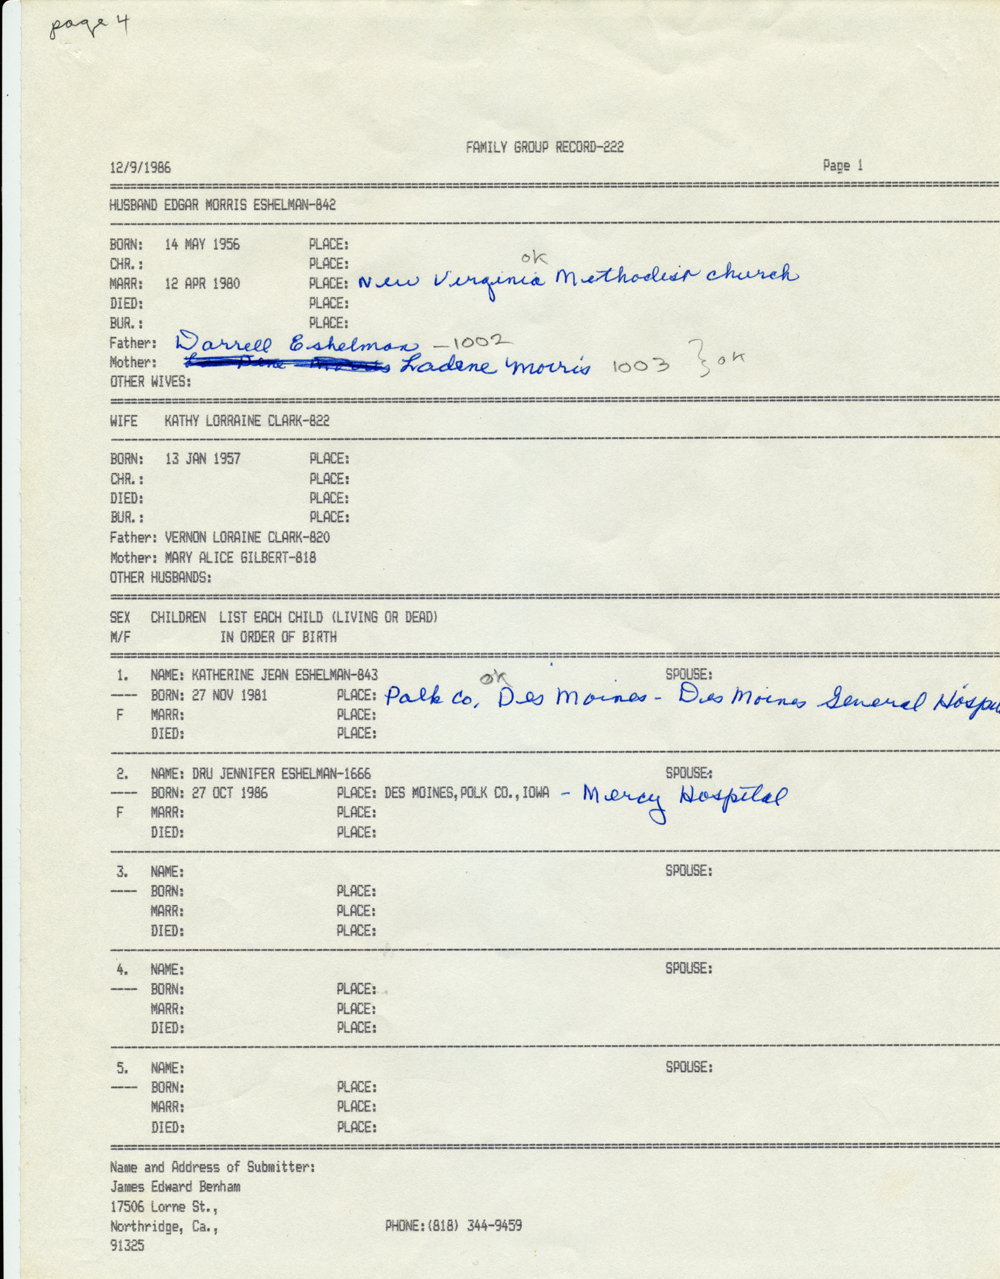 page 4
FAMILY GROUP RECORD-222
12/9/1986 Page 1
HUSBAND EDGAR MORRIS ESHELMAN-842
BORN: 14 MAY 1956 PLACE:
CHR.: PLACE: ok
MARR: 12 APR 1980 PLACE: New Virginia Methodist church
DIED: PLACE:
BUR.: PLACE:
Father: Darrell Eshelman -1002
Mother: Ladene Morris 1003 } ok
OTHER WIVES:
WIFE KATHY LORRAINE CLARK-822
BORN: 13 JAN 1957 PLACE:
CHR.: PLACE:
DIED: PLACE:
BUR.: PLACE:
Father: VERNON LORAINE CLARK-820
Mother: MARY ALICE GILBERT-818
OTHER HUSBANDS:
SEX CHILDREN LIST EACH CHILD (LIVING OR DEAD)
M/F IN ORDER OF BIRTH
1. NAME: KATHERINE JEAN ESHELMAN-843 ok SPOUSE:
---- BORN: 27 NOV 1981 PLACE: Polk Co, Des Moines - Des Moines General Hospi
F MARR: PLACE:
DIED: PLACE:
2. NAME: DRU JENNIFER ESHELMAN-1666 SPOUSE:
---- BORN: 27 OCT 1986 PLACE: DES MOINES,POLK CO.,IOWA - Mercy Hospital
F MARR: PLACE:
DIED: PLACE:
3. NAME: SPOUSE:
---- BORN: PLACE:
MARR: PLACE:
DIED: PLACE:
4. NAME: SPOUSE:
---- BORN: PLACE:
MARR: PLACE:
DIED: PLACE:
5. NAME: SPOUSE:
---- BORN: PLACE:
MARR: PLACE:
DIED: PLACE:
Name and Address of Submitter:
James Edward Benham
17506 Lorne St.,
Northridge, Ca., PHONE:(818) 344-9459
91325